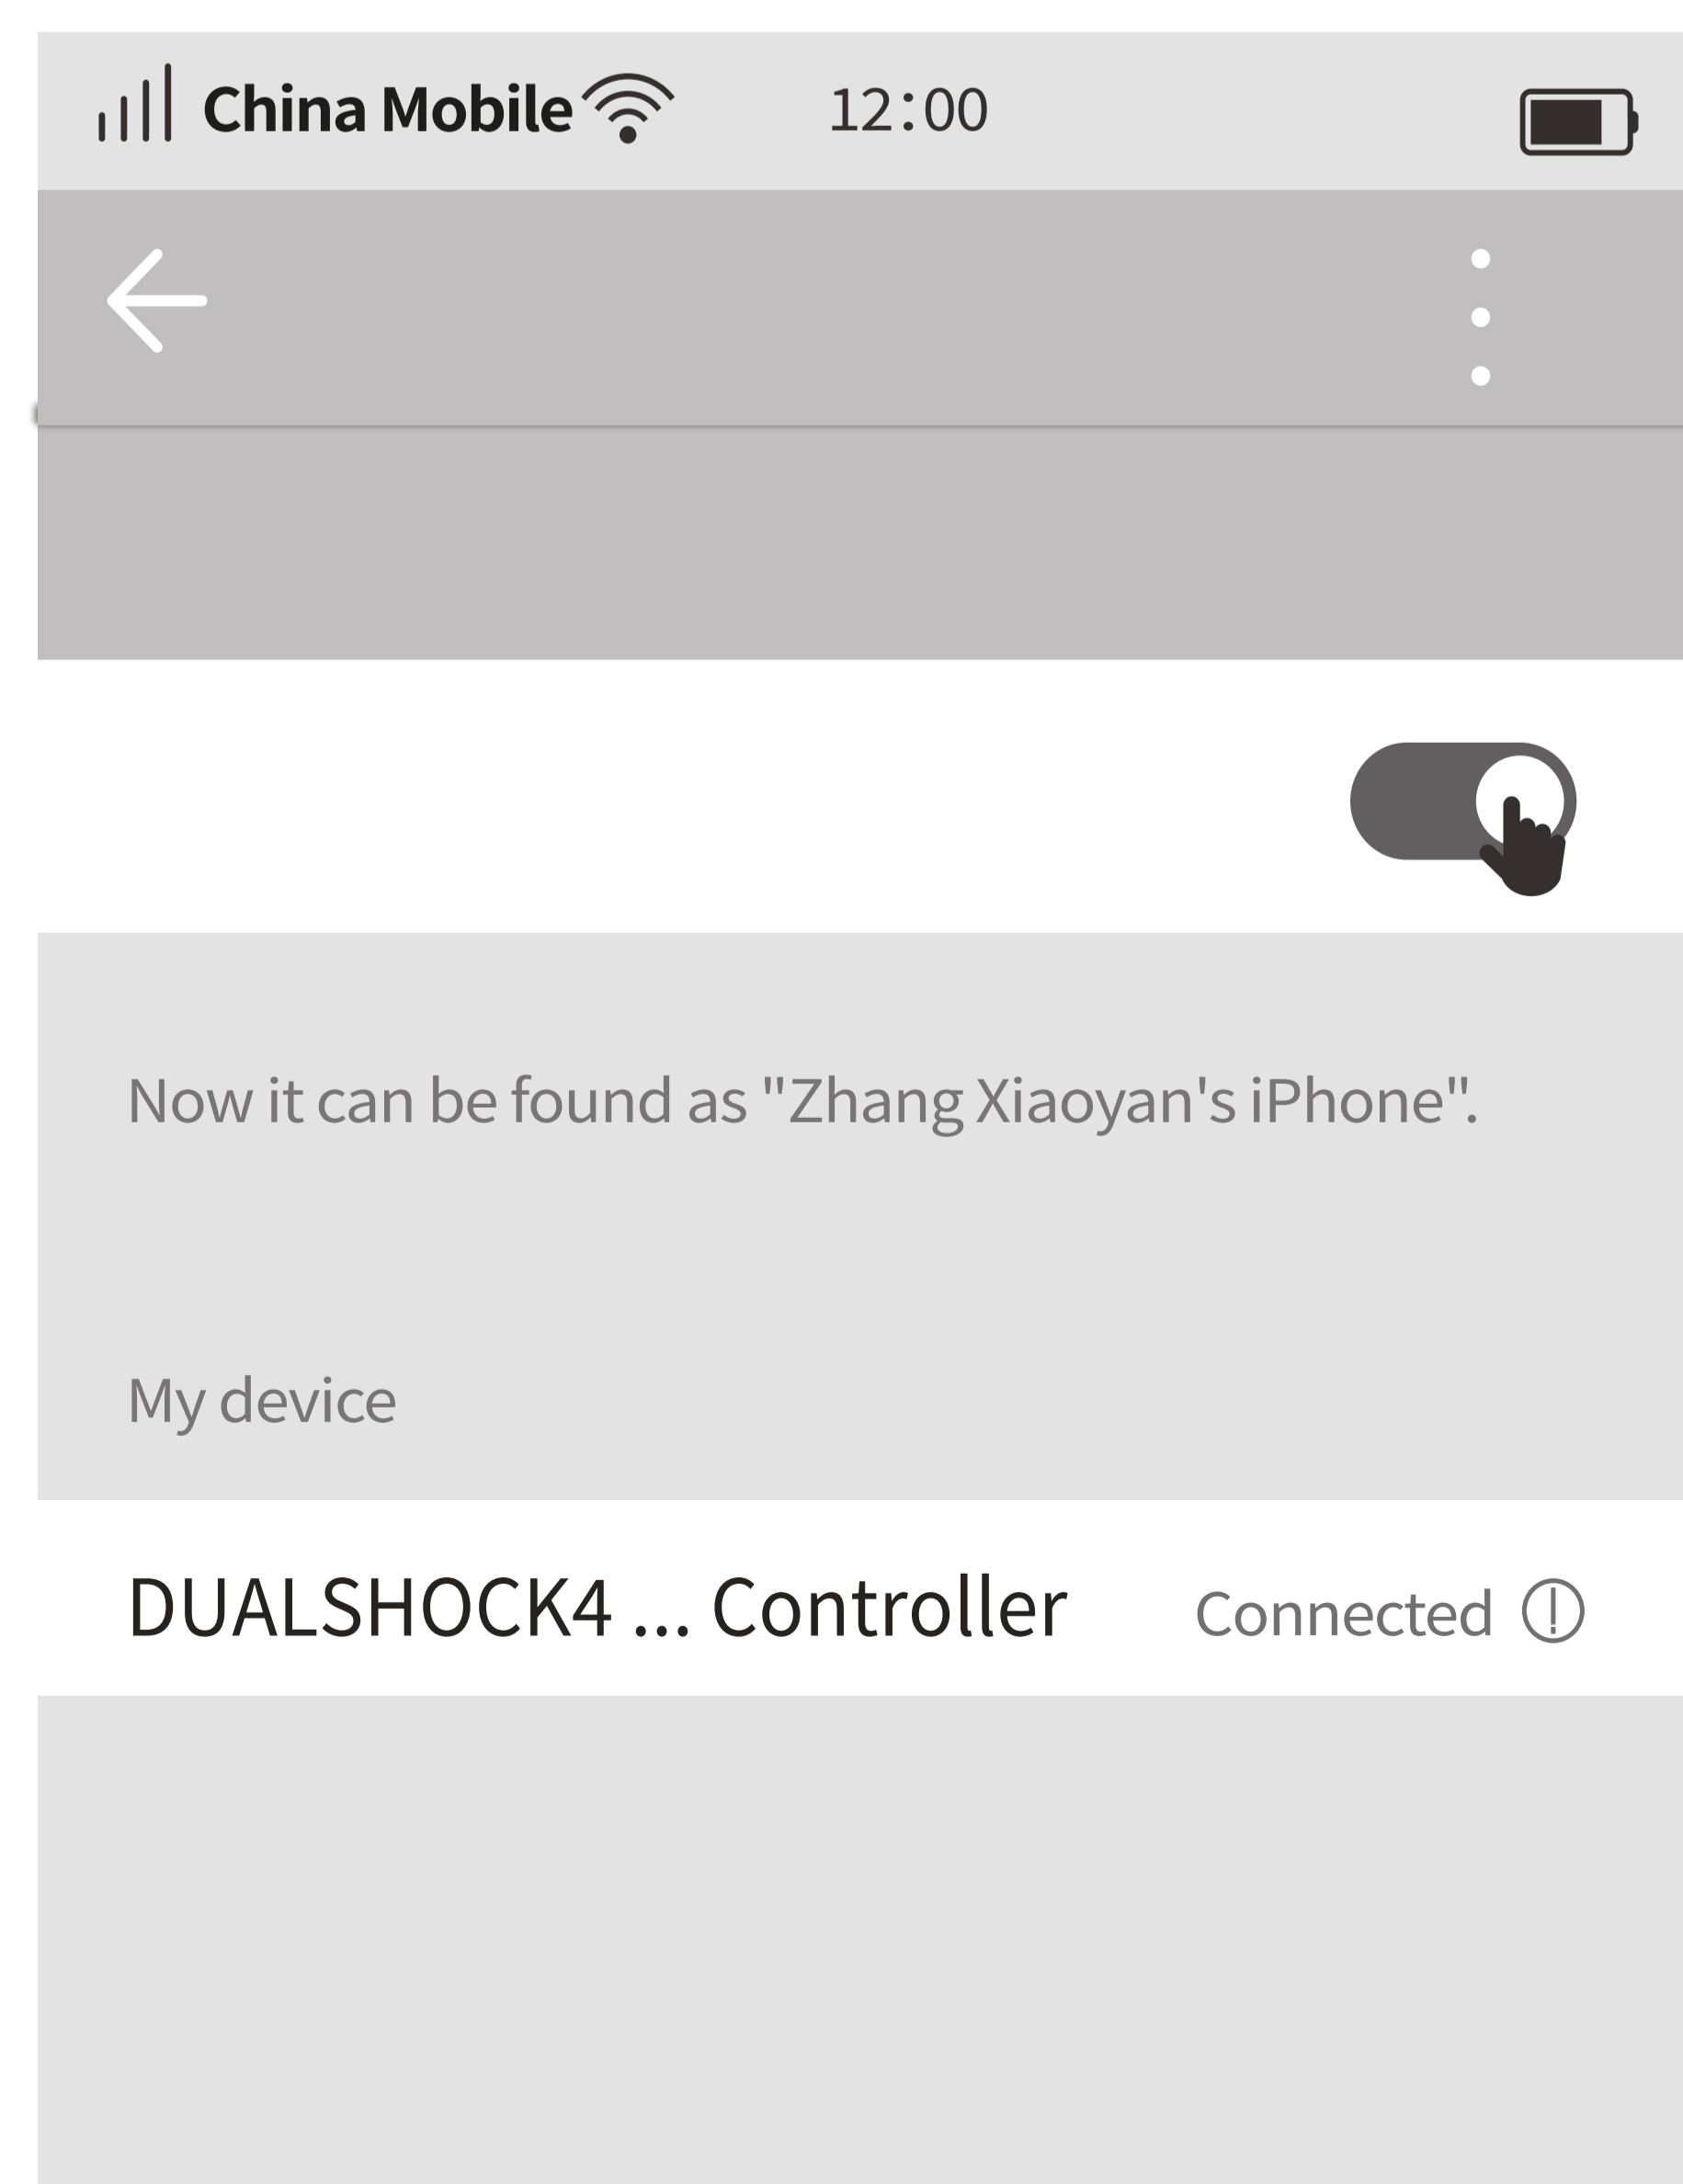 China Mobile 12:00
Now it can be found as "Zhang Xiaoyan's iPhone".
My device
DUALSHOCK4 ... Controller Connected